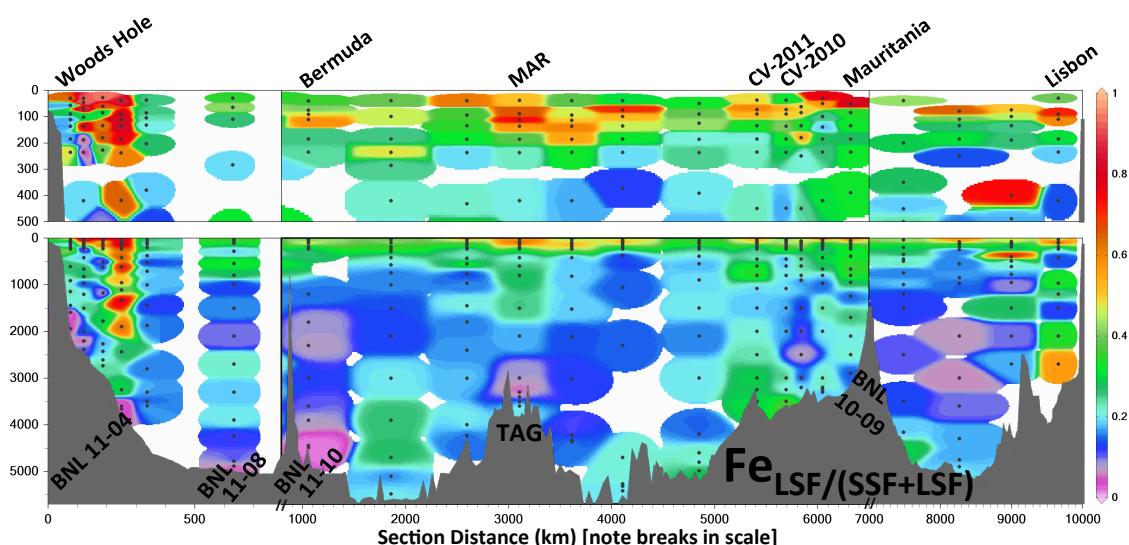 Woods Hole
Bermuda
MAR
CV-2011
CV-2010
Mauritania
Lisbon
0
100
200
300
400
500
0
1000
2000
3000
4000
5000
1
0.8
0.6
0.4
0.2
0
BNL 11-04
BNL
11-08
BNL
11-10
TAG
BNL
10-09
Fe LSF/(SSF+LSF)
0 500 // 1000 2000 3000 4000 5000 6000 7000 // 8000 9000 10000
Section Distance (km) [note breaks in scale]